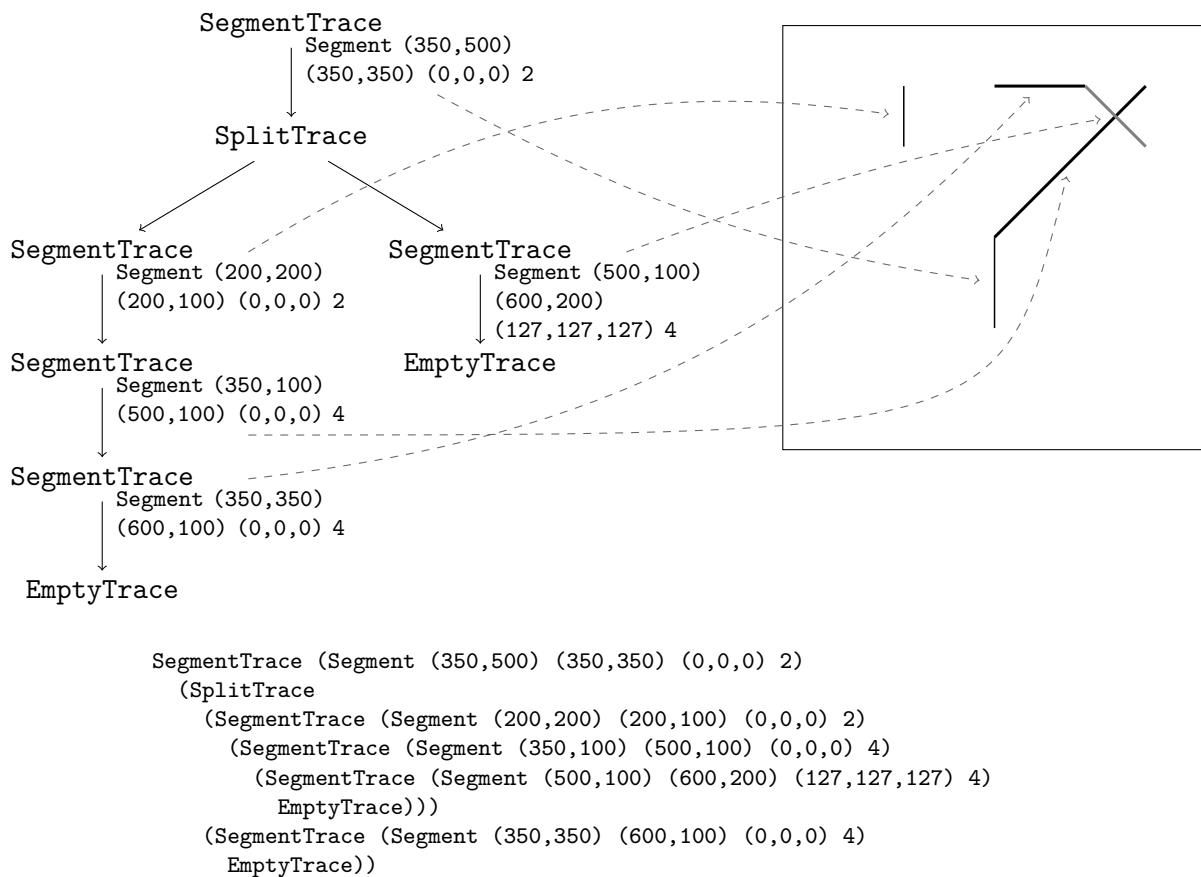 SegmentTrace
Segment (350,500)
(350,350) (0,0,0) 2
SplitTrace
SegmentTrace
Segment (200,200)
(200,100) (0,0,0) 2
SegmentTrace
Segment (500,100)
(600,200)
(127,127,127) 4
SegmentTrace
Segment (350,100)
(500,100) (0,0,0) 4
EmptyTrace
SegmentTrace
Segment (350,350)
(600,100) (0,0,0) 4
EmptyTrace
SegmentTrace (Segment (350,500) (350,350) (0,0,0) 2)
  (SplitTrace
    (SegmentTrace (Segment (200,200) (200,100) (0,0,0) 2)
      (SegmentTrace (Segment (350,100) (500,100) (0,0,0) 4)
        (SegmentTrace (Segment (500,100) (600,200) (127,127,127) 4)
          EmptyTrace)))
    (SegmentTrace (Segment (350,350) (600,100) (0,0,0) 4)
      EmptyTrace))